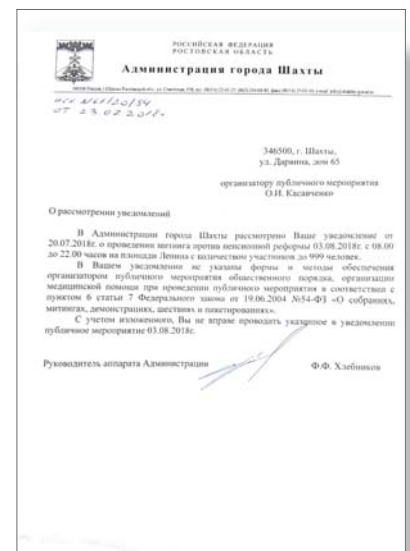 РОССИЙСКАЯ ФЕДЕРАЦИЯ
РОСТОВСКАЯ ОБЛАСТЬ
Администрация города Шахты
346500, г. Шахты,
ул. Дарвина, дом 65
организатору публичного мероприятия
О.И. Касавченко
О рассмотрении уведомлений
В Администрации города Шахты рассмотрено Ваше уведомление от
20.07.2018г. о проведении митинга против пенсионной реформы 03.08.2018г. с 08.00
до 22.00 часов на площади Ленина с количеством участников до 999 человек.
В Вашем уведомлении не указаны формы и методы обеспечения
организатором публичного мероприятия общественного порядка, организации
медицинской помощи при проведении публичного мероприятия в соответствии с
пунктом 6 статьи 7 Федерального закона от 19.06.2004 №54-ФЗ «О собраниях,
митингах, демонстрациях, шествиях и пикетированиях».
С учетом изложенного, Вы не вправе проводить указанное в уведомлении
публичное мероприятие 03.08.2018г.
Руководитель аппарата Администрации
Ф.Ф. Хлебников